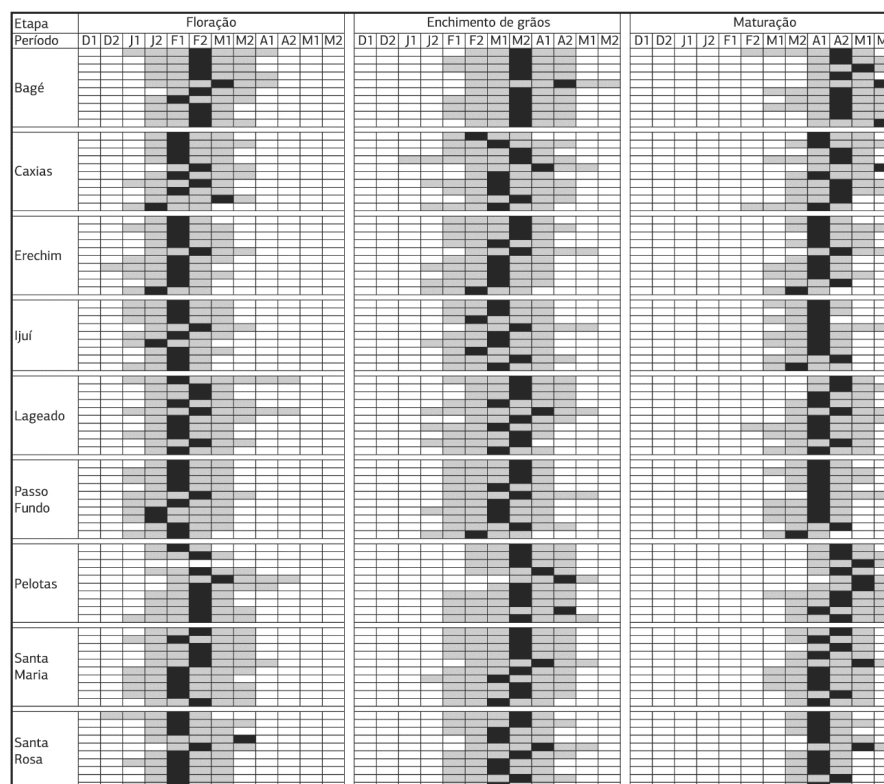 Etapa Floração Enchimento de grãos Maturação
Período D1 D2 J1 J2 F1 F2 M1 M2 A1 A2 M1 M2 D1 D2 J1 J2 F1 F2 M1 M2 A1 A2 M1 M2 D1 D2 J1 J2 F1 F2 M1 M2 A1 A2 M1
Bagé
Caxias
Erechim
Ijuí
Lageado
Passo
Fundo
Pelotas
Santa
Maria
Santa
Rosa